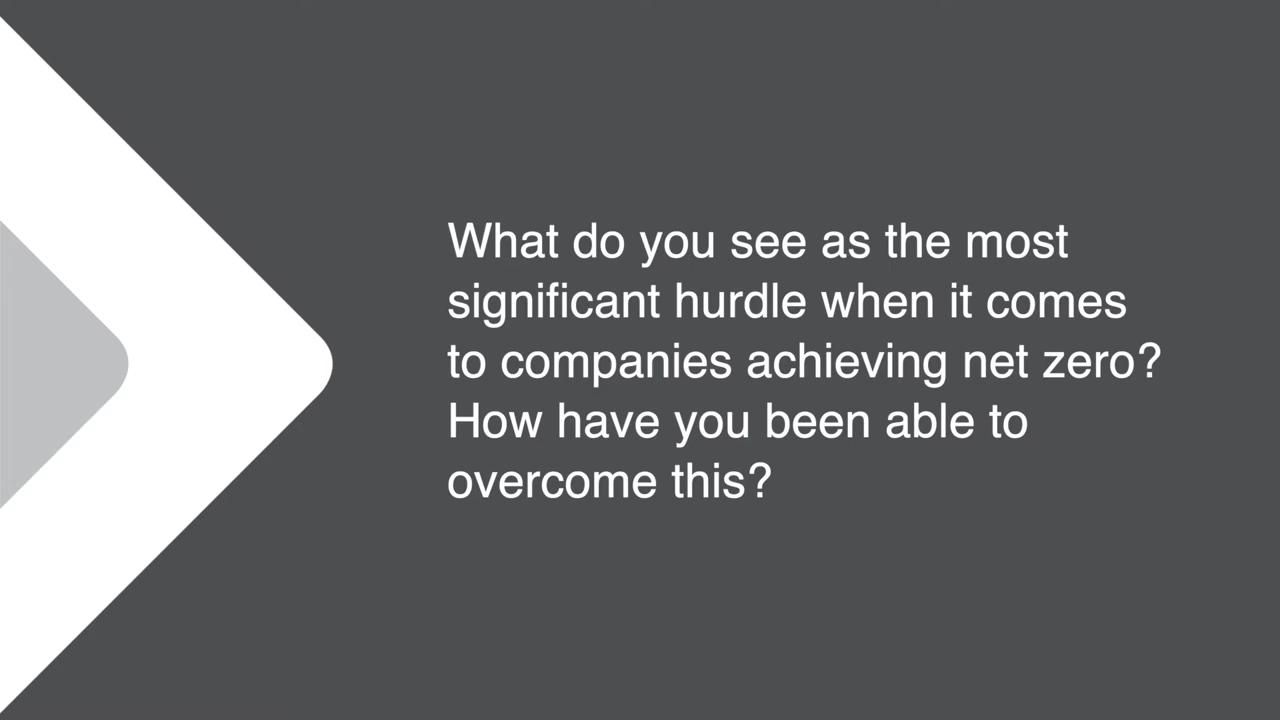 What do you see as the most
significant hurdle when it comes
to companies achieving net zero?
How have you been able to
overcome this?